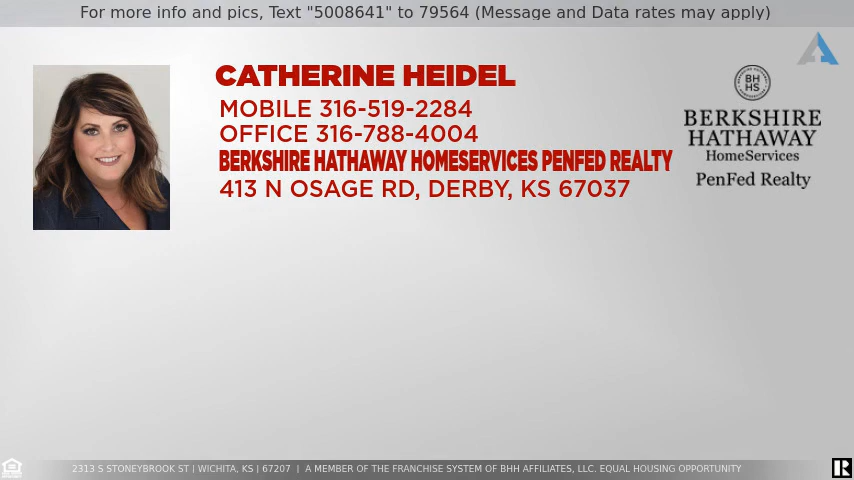 For more info and pics, Text "5008641" to 79564 (Message and Data rates may apply)
CATHERINE HEIDEL
MOBILE 316-519-2284
OFFICE 316-788-4004
BERKSHIRE HATHAWAY HOMESERVICES PENFED REALTY
413 N OSAGE RD, DERBY, KS 67037
BH
HS
BERKSHIRE
HATHAWAY
HomeServices
PenFed Realty
2313 S STONEYBROOK ST | WICHITA, KS | 67207 | A MEMBER OF THE FRANCHISE SYSTEM OF BHH AFFILIATES, LLC. EQUAL HOUSING OPPORTUNITY